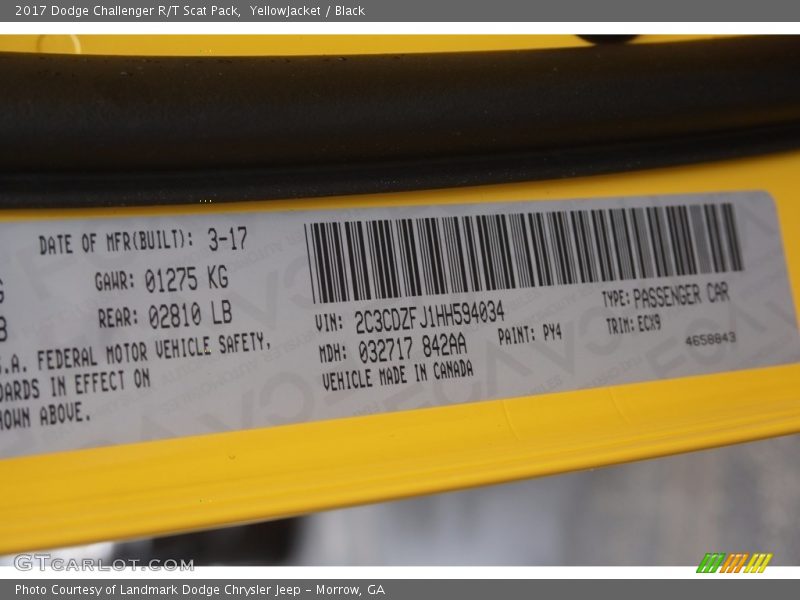 2017 Dodge Challenger R/T Scat Pack, YellowJacket / Black
DATE OF MFR(BUILT): 3-17
GAWR: 01275 KG
REAR: 02810 LB
VIN: 2C3CDZFJ1HH594034
TYPE: PASSENGER CAR
MDH: 032717 842AA
PAINT: PY4
TRIM: ECX9
VEHICLE MADE IN CANADA
4658843
.A. FEDERAL MOTOR VEHICLE SAFETY,
DARDS IN EFFECT ON
HOWN ABOVE.
GTCARLOT.COM
Photo Courtesy of Landmark Dodge Chrysler Jeep – Morrow, GA